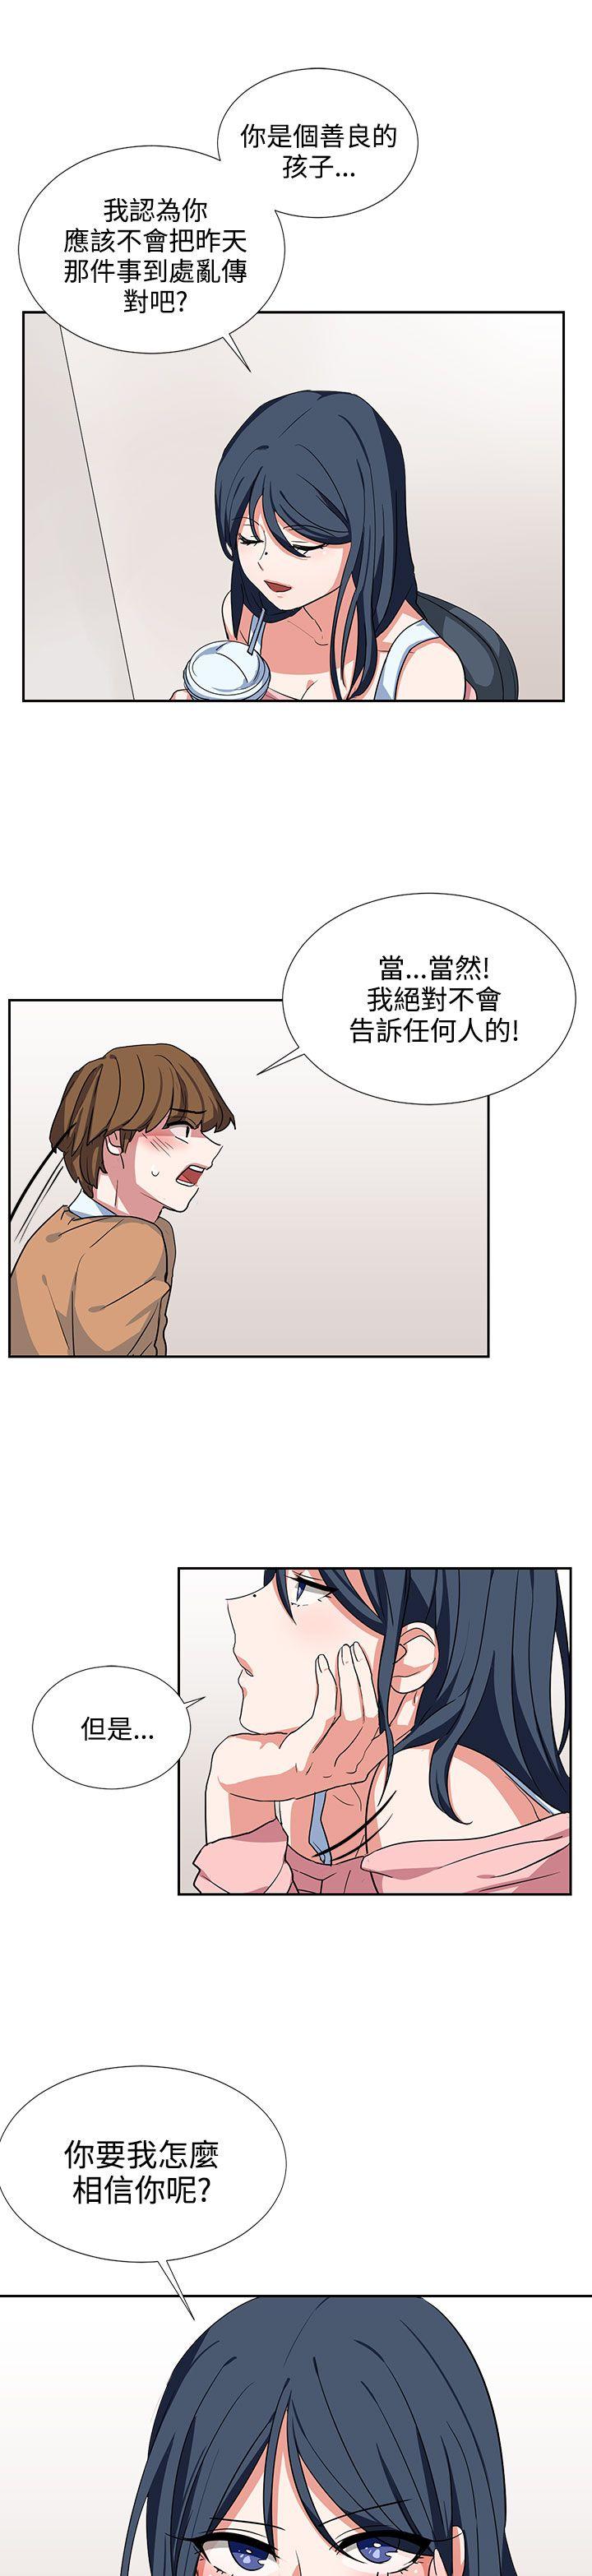 你是個善良的
孩子...
我認為你
應該不會把昨天
那件事到處亂傳
對吧?
當...當然!
我絕對不會
告訴任何人的!
但是...
你要我怎麼
相信你呢?